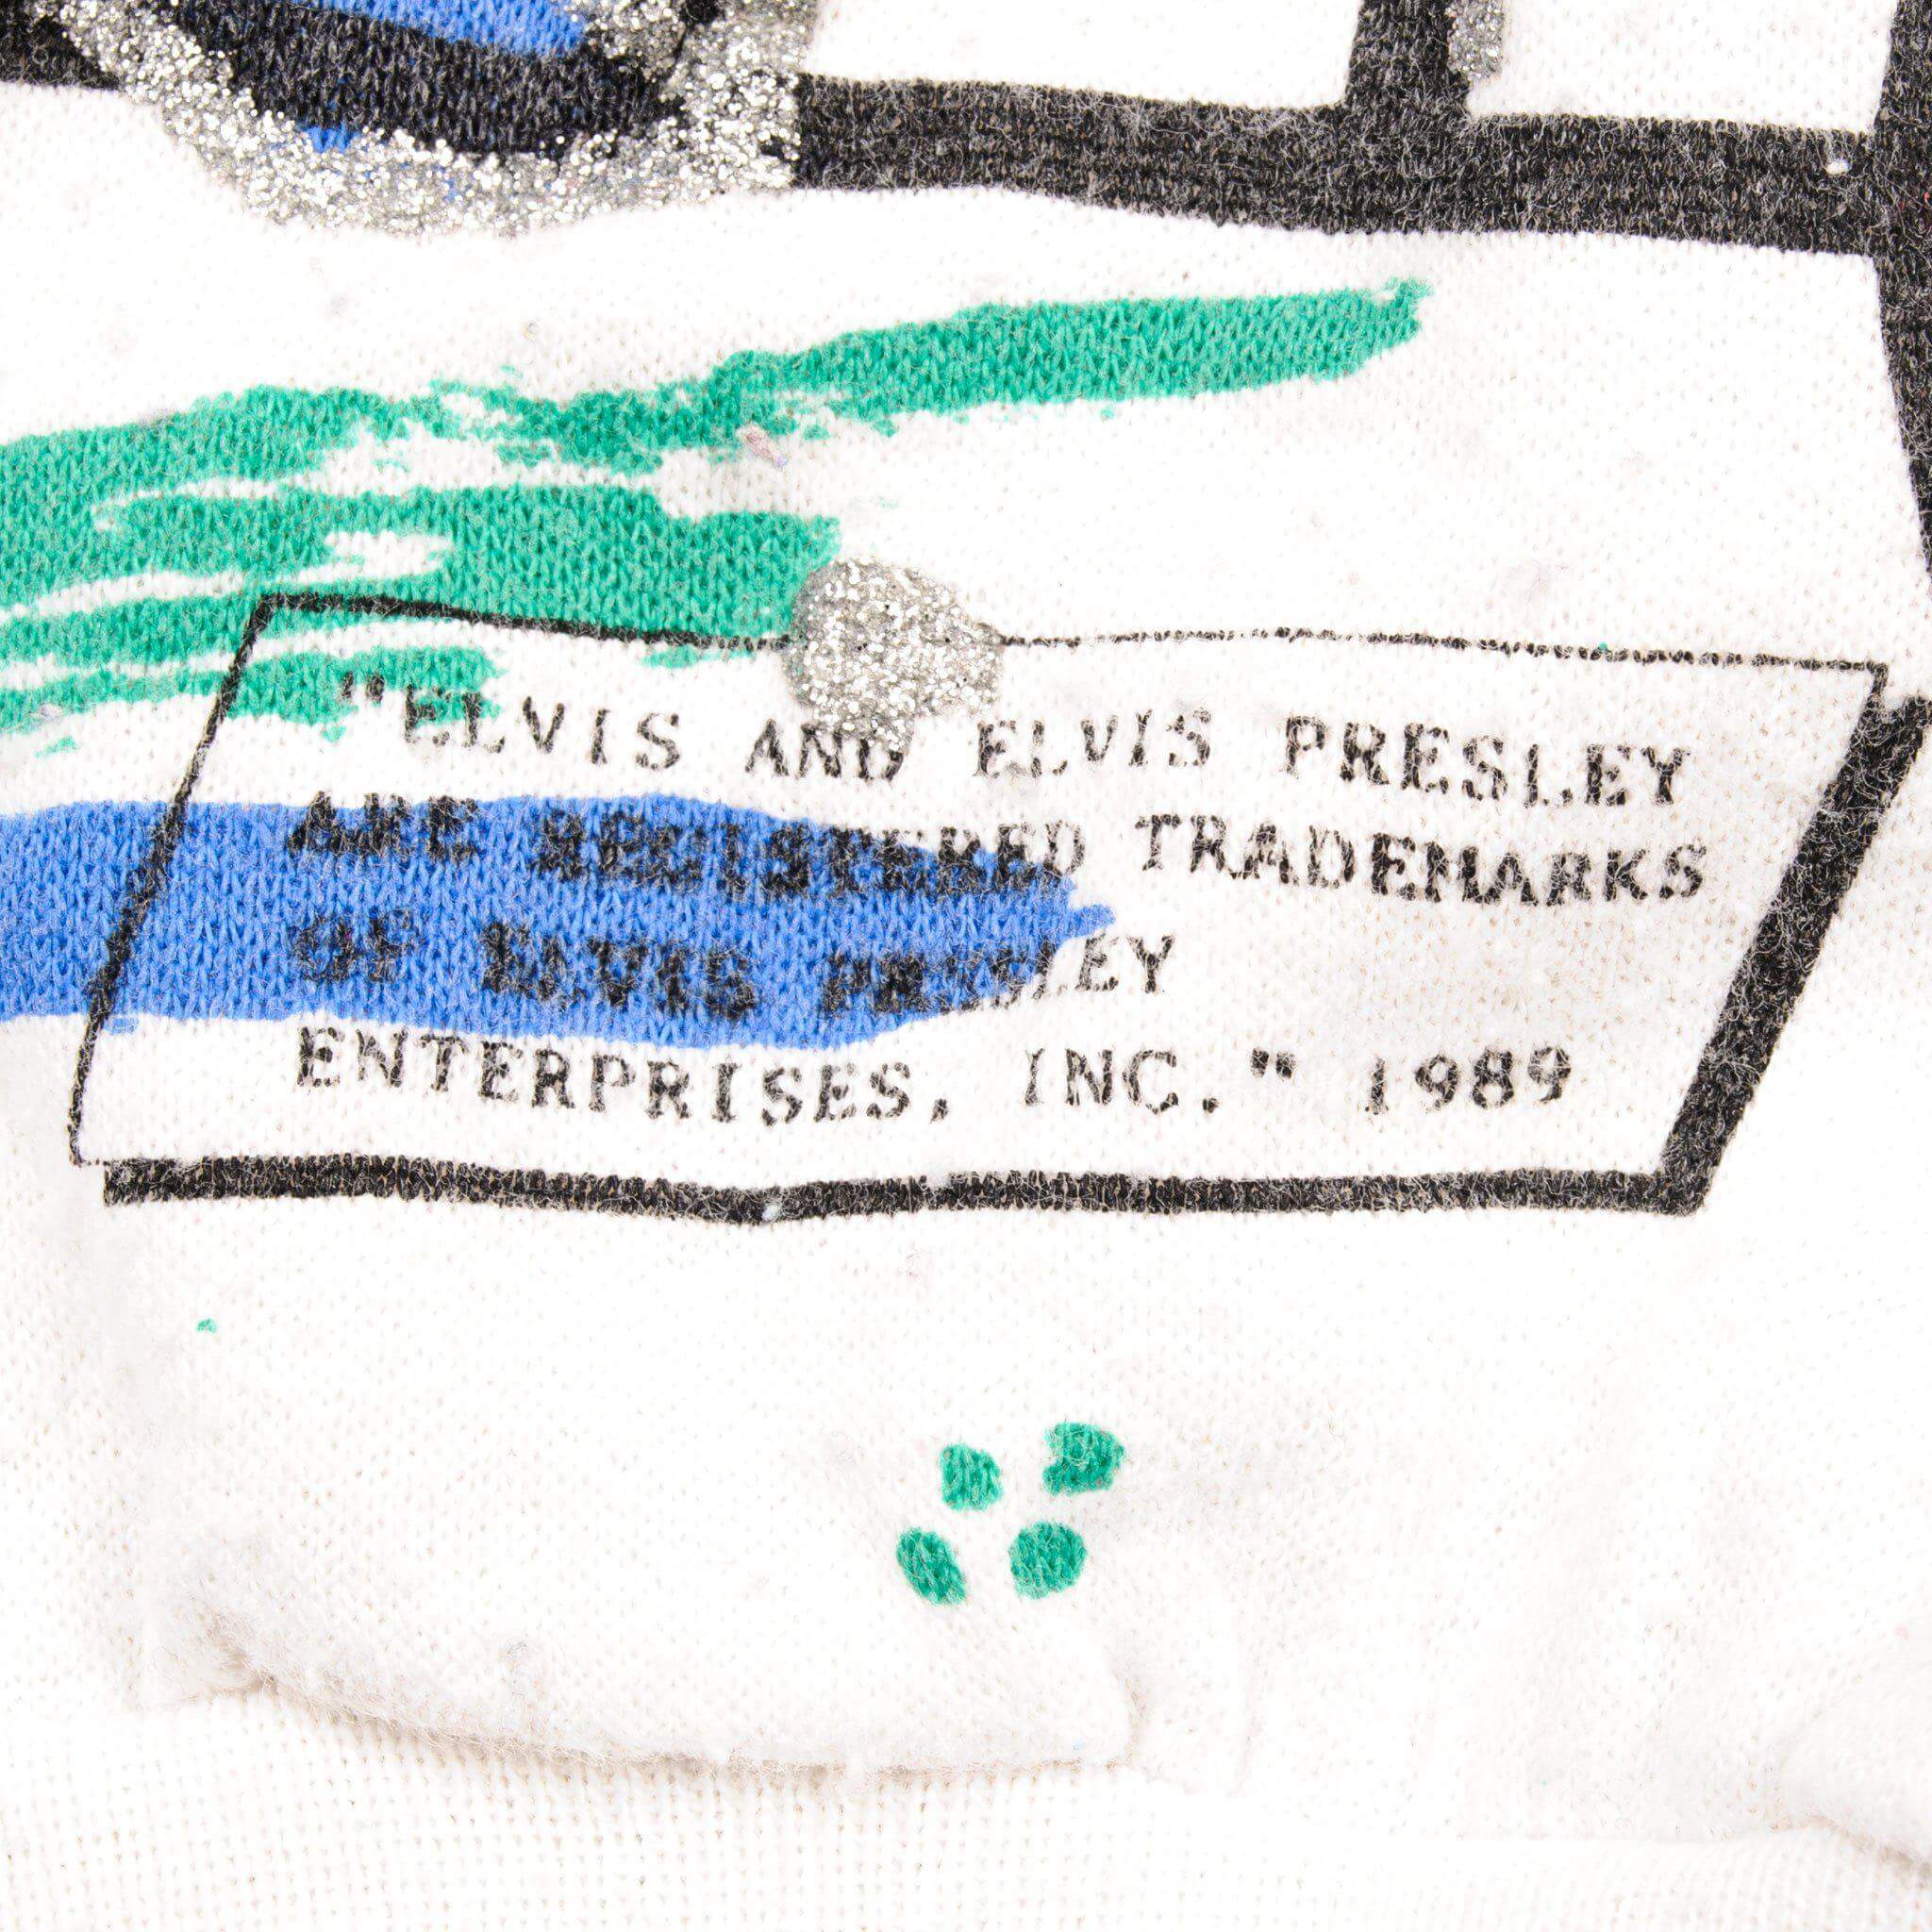 "ELVIS AND ELVIS PRESLEY
ARE REGISTERED TRADEMARKS
OF ELVIS PRESLEY
ENTERPRISES, INC." 1989